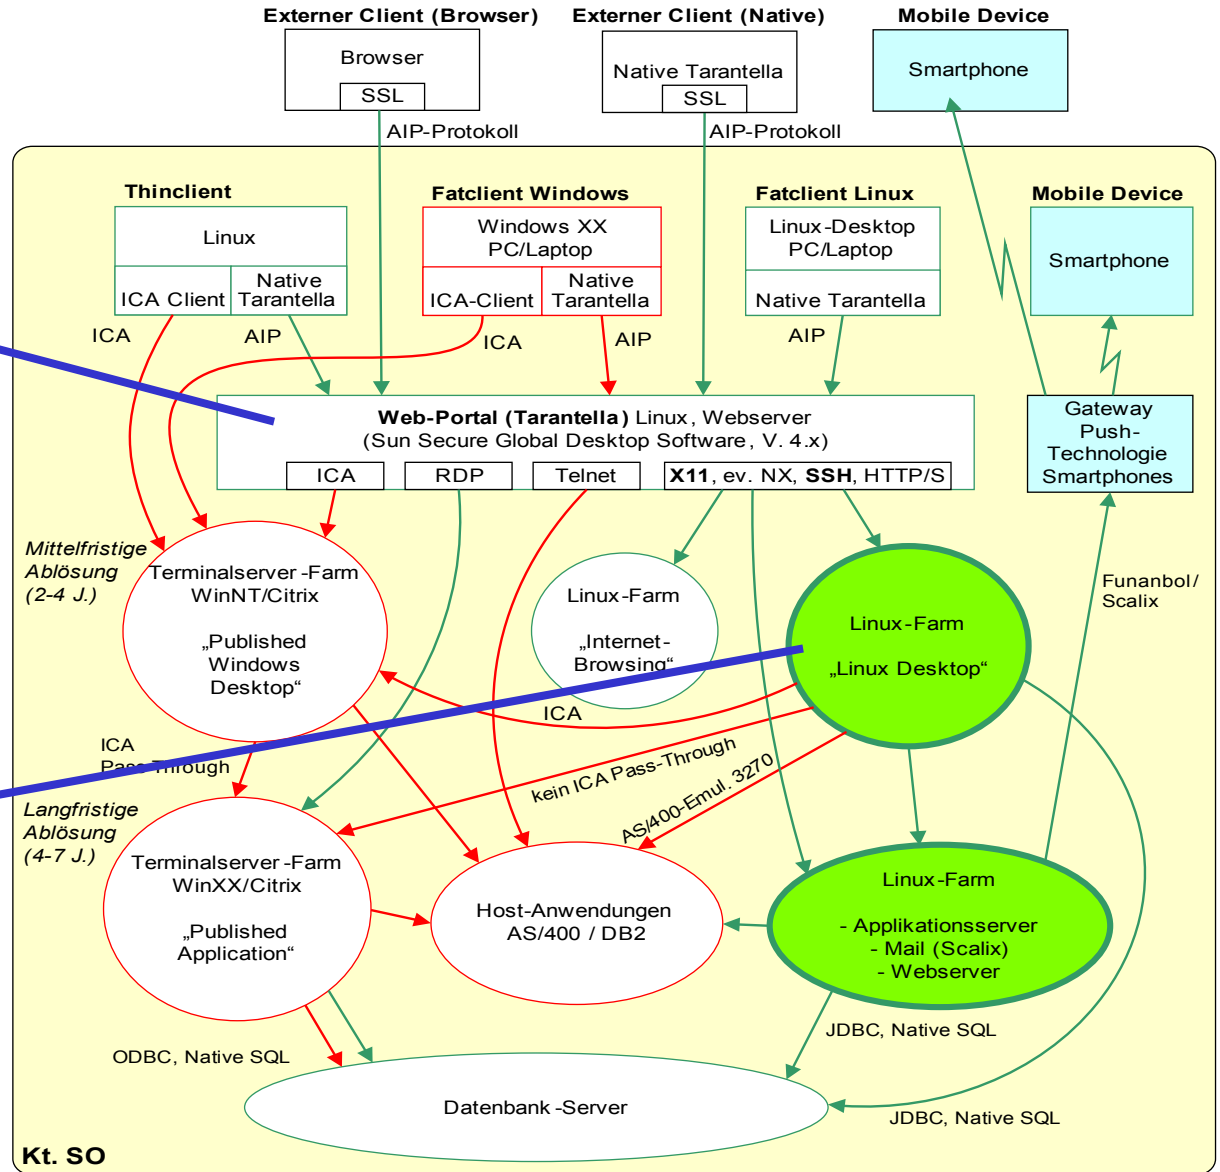 Externer Client (Browser)
Externer Client (Native)
Mobile Device
Browser
SSL
Native Tarantella
SSL
Smartphone
AIP-Protokoll
AIP-Protokoll
Thinclient
Fatclient Windows
Fatclient Linux
Mobile Device
Linux
ICA Client
Native
Tarantella
Windows XX
PC/Laptop
ICA-Client
Native
Tarantella
Linux-Desktop
PC/Laptop
Native Tarantella
Smartphone
ICA
AIP
ICA
AIP
AIP
Web-Portal (Tarantella) Linux, Webserver
(Sun Secure Global Desktop Software, V. 4.x)
ICA
RDP
Telnet
X11, ev. NX, SSH, HTTP/S
Gateway
Push-
Technologie
Smartphones
Mittelfristige
Ablösung
(2-4 J.)
Terminalserver-Farm
WinNT/Citrix
„Published
Windows
Desktop“
Linux-Farm
„Internet-
Browsing“
Linux-Farm
„Linux Desktop“
Funanbol/
Scalix
ICA
ICA
Pass-Through
kein ICA Pass-Through
AS/400-Emul. 3270
Langfristige
Ablösung
(4-7 J.)
Terminalserver-Farm
WinXX/Citrix
„Published
Application“
Host-Anwendungen
AS/400 / DB2
Linux-Farm
- Applikationsserver
- Mail (Scalix)
- Webserver
ODBC, Native SQL
JDBC, Native SQL
Datenbank-Server
JDBC, Native SQL
Kt. SO